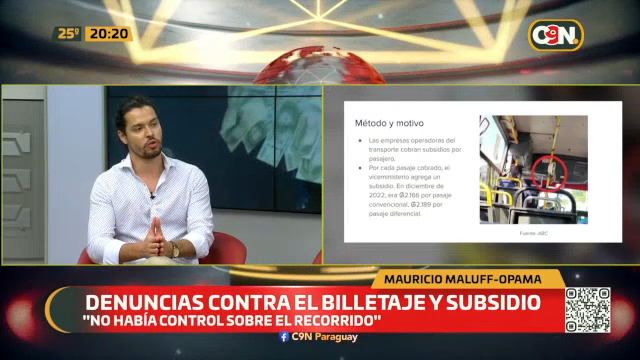 25º 20:20
C9N
Método y motivo
● Las empresas operadoras del
transporte cobran subsidios por
pasajero.
● Por cada pasaje cobrado, el
viceministerio agrega un
subsidio. En diciembre de
2022, era ₲2.166 por pasaje
convencional, ₲2.189 por
pasaje diferencial.
Fuente: ABC
MAURICIO MALUFF-OPAMA
DENUNCIAS CONTRA EL BILLETAJE Y SUBSIDIO
"NO HABÍA CONTROL SOBRE EL RECORRIDO"
C9N Paraguay